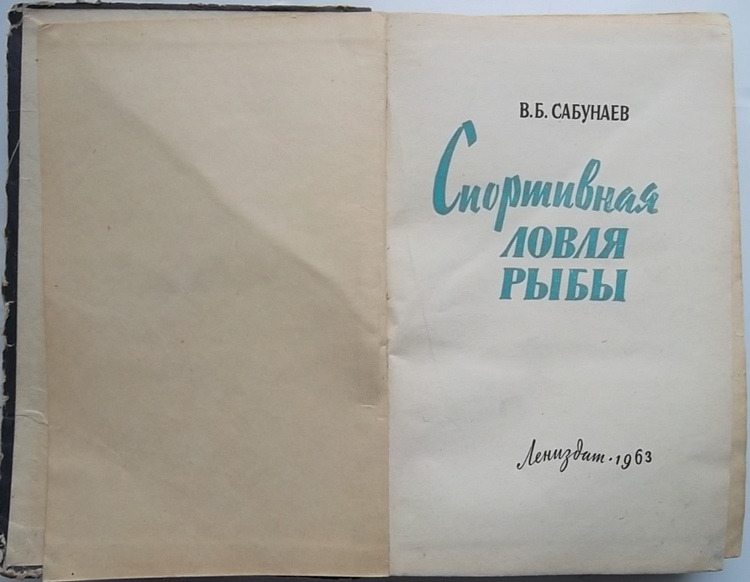 В. Б. САБУНАЕВ
Спортивная
ЛОВЛЯ
РЫБЫ
Лениздат · 1963